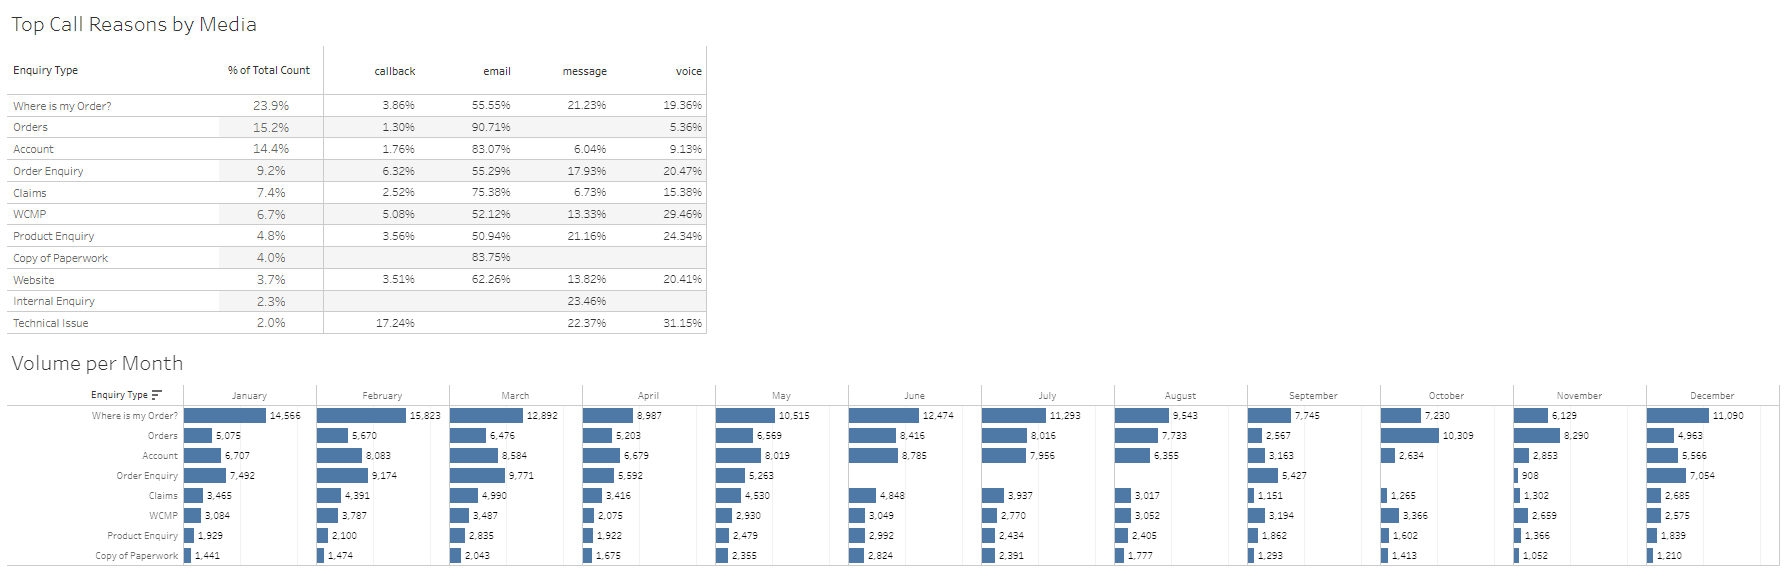 Top Call Reasons by Media
Enquiry Type % of Total Count callback email message voice
Where is my Order? 23.9% 3.86% 55.55% 21.23% 19.36%
Orders 15.2% 1.30% 90.71% 5.36%
Account 14.4% 1.76% 83.07% 6.04% 9.13%
Order Enquiry 9.2% 6.32% 55.29% 17.93% 20.47%
Claims 7.4% 2.52% 75.38% 6.73% 15.38%
WCMP 6.7% 5.08% 52.12% 13.33% 29.46%
Product Enquiry 4.8% 3.56% 50.94% 21.16% 24.34%
Copy of Paperwork 4.0% 83.75%
Website 3.7% 3.51% 62.26% 13.82% 20.41%
Internal Enquiry 2.3% 23.46%
Technical Issue 2.0% 17.24% 22.37% 31.15%
Volume per Month
Enquiry Type January February March April May June July August September October November December
Where is my Order? 14,566 15,823 12,892 8,987 10,515 12,474 11,293 9,543 7,745 7,230 6,129 11,090
Orders 5,075 5,670 6,476 5,203 6,569 8,416 8,016 7,733 2,567 10,309 8,290 4,963
Account 6,707 8,083 8,584 6,679 8,019 8,785 7,956 6,355 3,163 2,634 2,853 5,566
Order Enquiry 7,492 9,174 9,771 5,592 5,263 5,427 908 7,054
Claims 3,465 4,391 4,990 3,416 4,530 4,848 3,937 3,017 1,151 1,265 1,302 2,685
WCMP 3,084 3,787 3,487 2,075 2,930 3,049 2,770 3,052 3,194 3,366 2,659 2,575
Product Enquiry 1,929 2,100 2,835 1,922 2,479 2,992 2,434 2,405 1,862 1,602 1,366 1,839
Copy of Paperwork 1,441 1,474 2,043 1,675 2,355 2,824 2,391 1,777 1,293 1,413 1,052 1,210